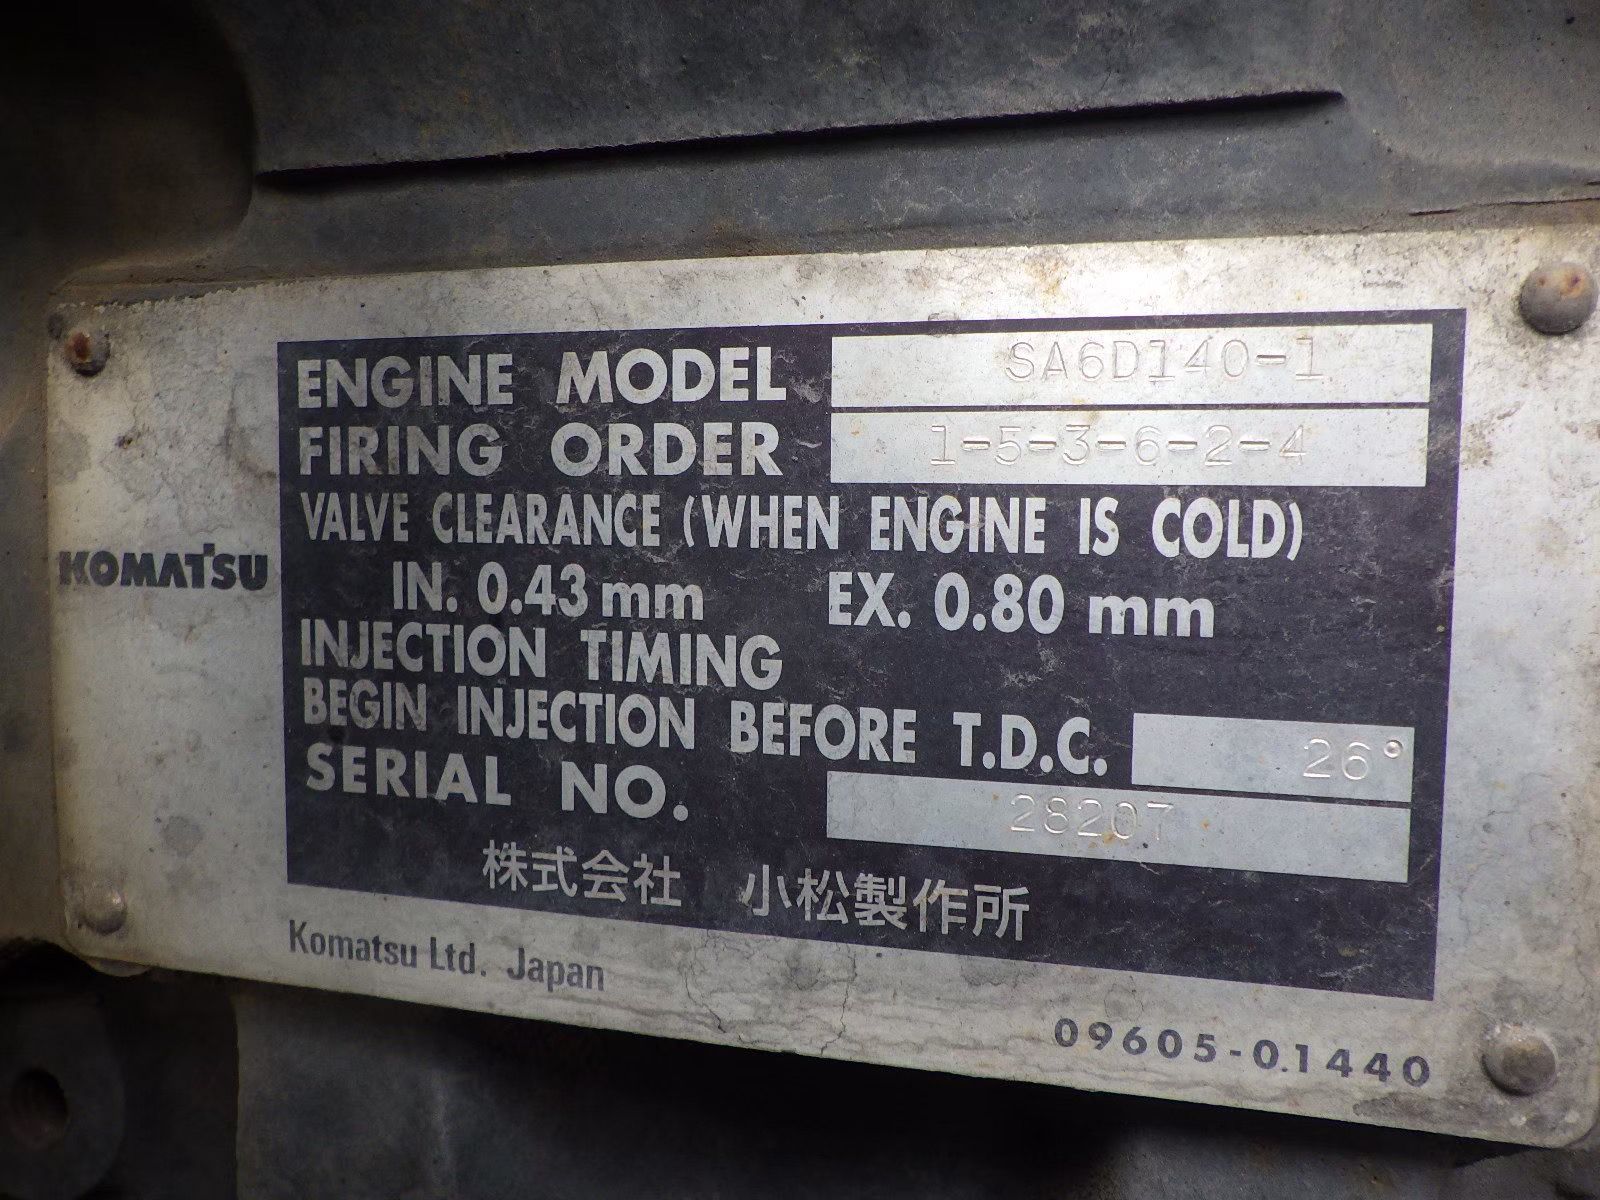 ENGINE MODEL SA6D140-1
FIRING ORDER 1-5-3-6-2-4
VALVE CLEARANCE (WHEN ENGINE IS COLD)
IN. 0.43 mm EX. 0.80 mm
KOMATSU
INJECTION TIMING
BEGIN INJECTION BEFORE T.D.C. 26°
SERIAL NO. 28207
株式会社 小松製作所
Komatsu Ltd. Japan
09605-01440